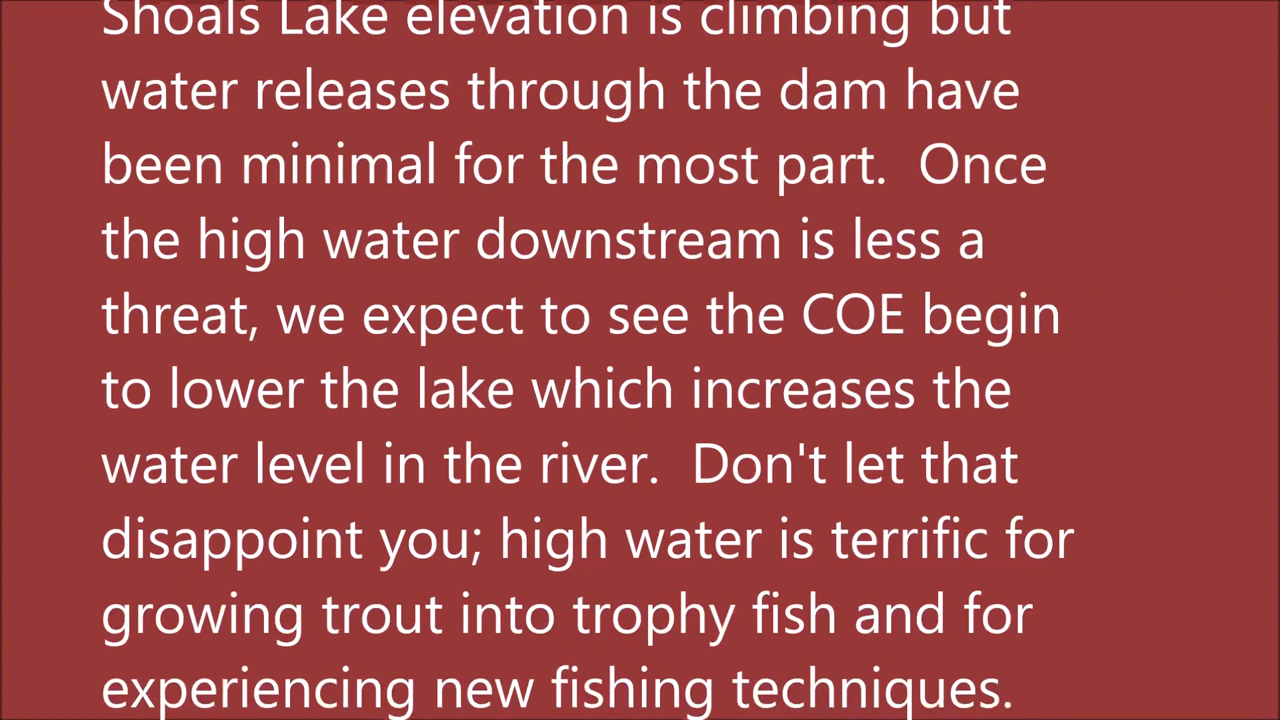 Shoals Lake elevation is climbing but
water releases through the dam have
been minimal for the most part.  Once
the high water downstream is less a
threat, we expect to see the COE begin
to lower the lake which increases the
water level in the river.  Don't let that
disappoint you; high water is terrific for
growing trout into trophy fish and for
experiencing new fishing techniques.